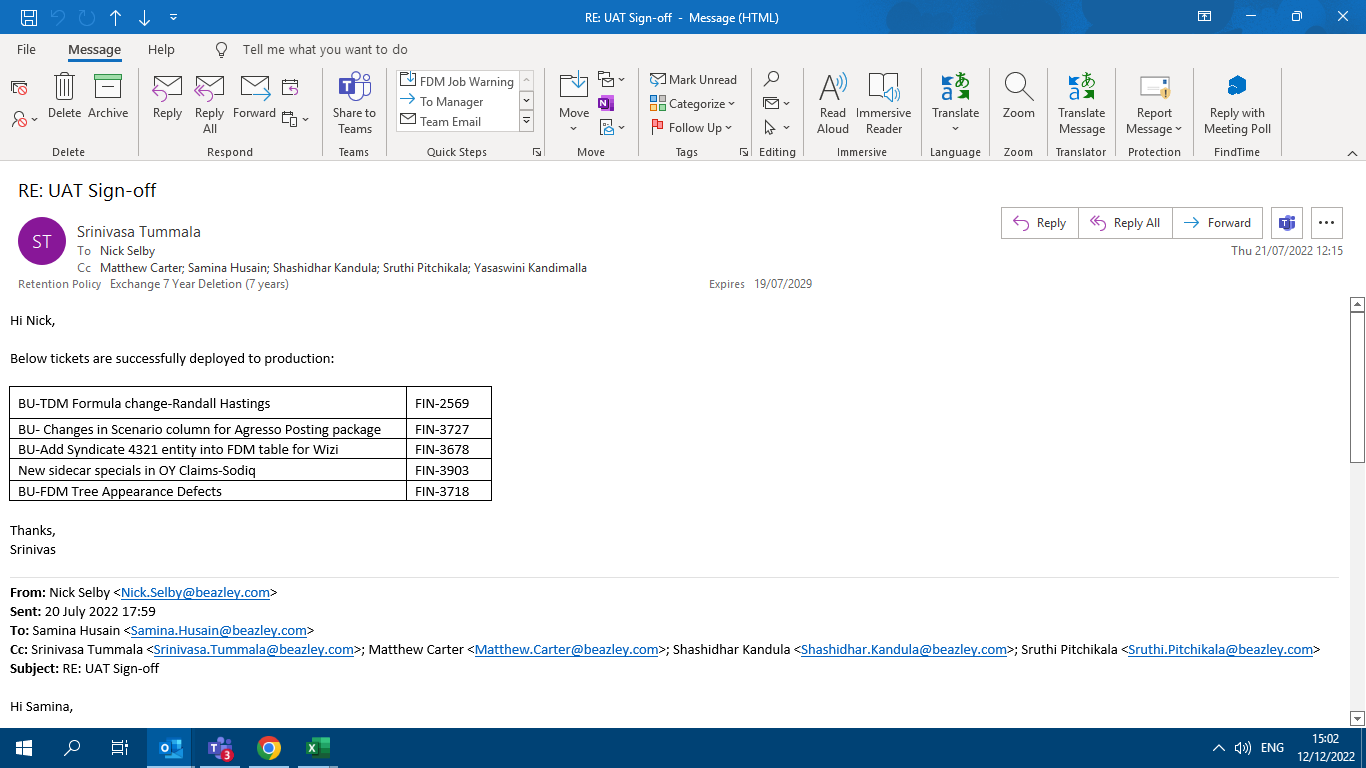 RE: UAT Sign-off - Message (HTML)
File Message Help Tell me what you want to do
Delete
Archive
Delete
Reply
Reply All
Forward
Respond
Share to Teams
Teams
FDM Job Warning
To Manager
Team Email
Quick Steps
Move
Move
Mark Unread
Categorize
Follow Up
Tags
Editing
Read Aloud
Immersive Reader
Immersive
Translate
Language
Zoom
Zoom
Translate Message
Translator
Report Message
Protection
Reply with Meeting Poll
FindTime
RE: UAT Sign-off
ST
Srinivasa Tummala
To Nick Selby
Cc Matthew Carter; Samina Husain; Shashidhar Kandula; Sruthi Pitchikala; Yasaswini Kandimalla
Retention Policy Exchange 7 Year Deletion (7 years) Expires 19/07/2029
Reply Reply All Forward
Thu 21/07/2022 12:15
Hi Nick,
Below tickets are successfully deployed to production:
BU-TDM Formula change-Randall Hastings FIN-2569
BU- Changes in Scenario column for Agresso Posting package FIN-3727
BU-Add Syndicate 4321 entity into FDM table for Wizi FIN-3678
New sidecar specials in OY Claims-Sodiq FIN-3903
BU-FDM Tree Appearance Defects FIN-3718
Thanks,
Srinivas
From: Nick Selby <Nick.Selby@beazley.com>
Sent: 20 July 2022 17:59
To: Samina Husain <Samina.Husain@beazley.com>
Cc: Srinivasa Tummala <Srinivasa.Tummala@beazley.com>; Matthew Carter <Matthew.Carter@beazley.com>; Shashidhar Kandula <Shashidhar.Kandula@beazley.com>; Sruthi Pitchikala <Sruthi.Pitchikala@beazley.com>
Subject: RE: UAT Sign-off
Hi Samina,
3
ENG
15:02
12/12/2022